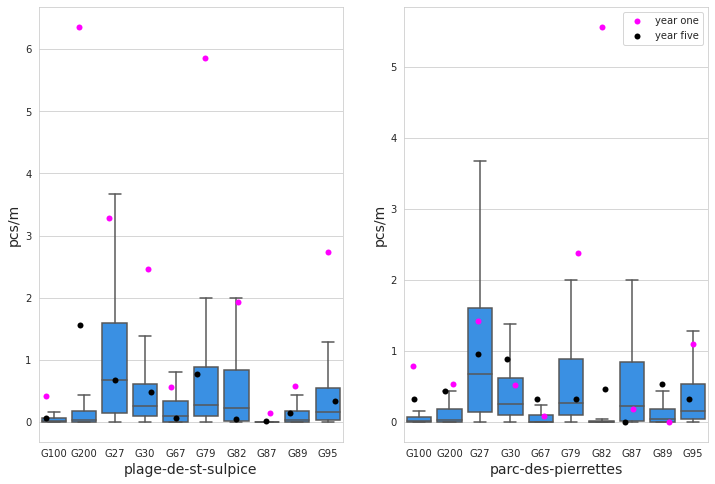 year one
year five
6
5
4
3
2
1
0
pcs/m
G100 G200 G27 G30 G67 G79 G82 G87 G89 G95
plage-de-st-sulpice
5
4
3
2
1
0
pcs/m
G100 G200 G27 G30 G67 G79 G82 G87 G89 G95
parc-des-pierrettes